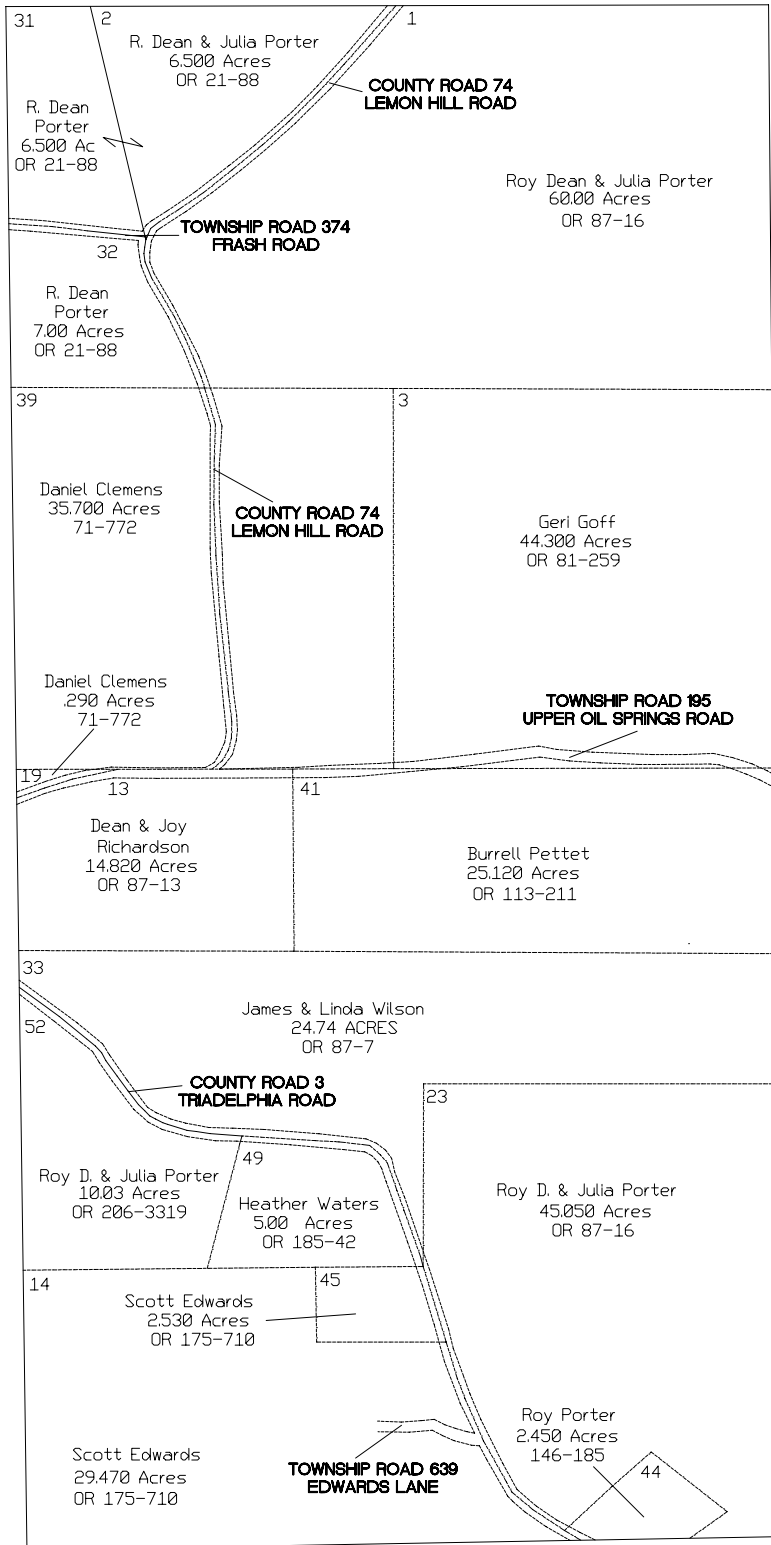 31
2
1
R. Dean & Julia Porter
6.500 Acres
OR 21-88
COUNTY ROAD 74
LEMON HILL ROAD
R. Dean
Porter
6.500 Ac
OR 21-88
Roy Dean & Julia Porter
60.00 Acres
OR 87-16
TOWNSHIP ROAD 374
FRASH ROAD
32
R. Dean
Porter
7.00 Acres
OR 21-88
39
3
Daniel Clemens
35.700 Acres
71-772
COUNTY ROAD 74
LEMON HILL ROAD
Geri Goff
44.300 Acres
OR 81-259
Daniel Clemens
.290 Acres
71-772
TOWNSHIP ROAD 195
UPPER OIL SPRINGS ROAD
19
13
41
Dean & Joy
Richardson
14.820 Acres
OR 87-13
Burrell Pettet
25.120 Acres
OR 113-211
33
52
James & Linda Wilson
24.74 ACRES
OR 87-7
COUNTY ROAD 3
TRIADELPHIA ROAD
23
49
Roy D. & Julia Porter
10.03 Acres
OR 206-3319
Heather Waters
5.00 Acres
OR 185-42
Roy D. & Julia Porter
45.050 Acres
OR 87-16
14
45
Scott Edwards
2.530 Acres
OR 175-710
Roy Porter
2.450 Acres
146-185
Scott Edwards
29.470 Acres
OR 175-710
TOWNSHIP ROAD 639
EDWARDS LANE
44